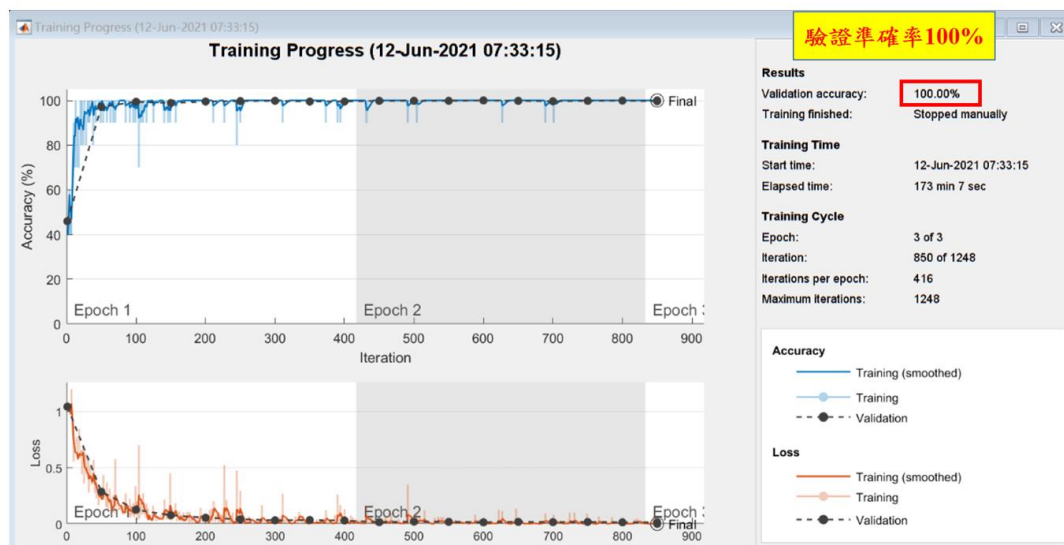 Training Progress (12-Jun-2021 07:33:15)
驗證準確率100%
Training Progress (12-Jun-2021 07:33:15)
Accuracy (%)
100
80
60
40
20
0
Final
Epoch 1
Epoch 2
Epoch 3
0 100 200 300 400 500 600 700 800 900
Iteration
Loss
1
0.5
0
Epoch 1
Epoch 2
Epoch 3
Final
0 100 200 300 400 500 600 700 800 900
Results
Validation accuracy: 100.00%
Training finished: Stopped manually
Training Time
Start time: 12-Jun-2021 07:33:15
Elapsed time: 173 min 7 sec
Training Cycle
Epoch: 3 of 3
Iteration: 850 of 1248
Iterations per epoch: 416
Maximum iterations: 1248
Accuracy
Training (smoothed)
Training
Validation
Loss
Training (smoothed)
Training
Validation